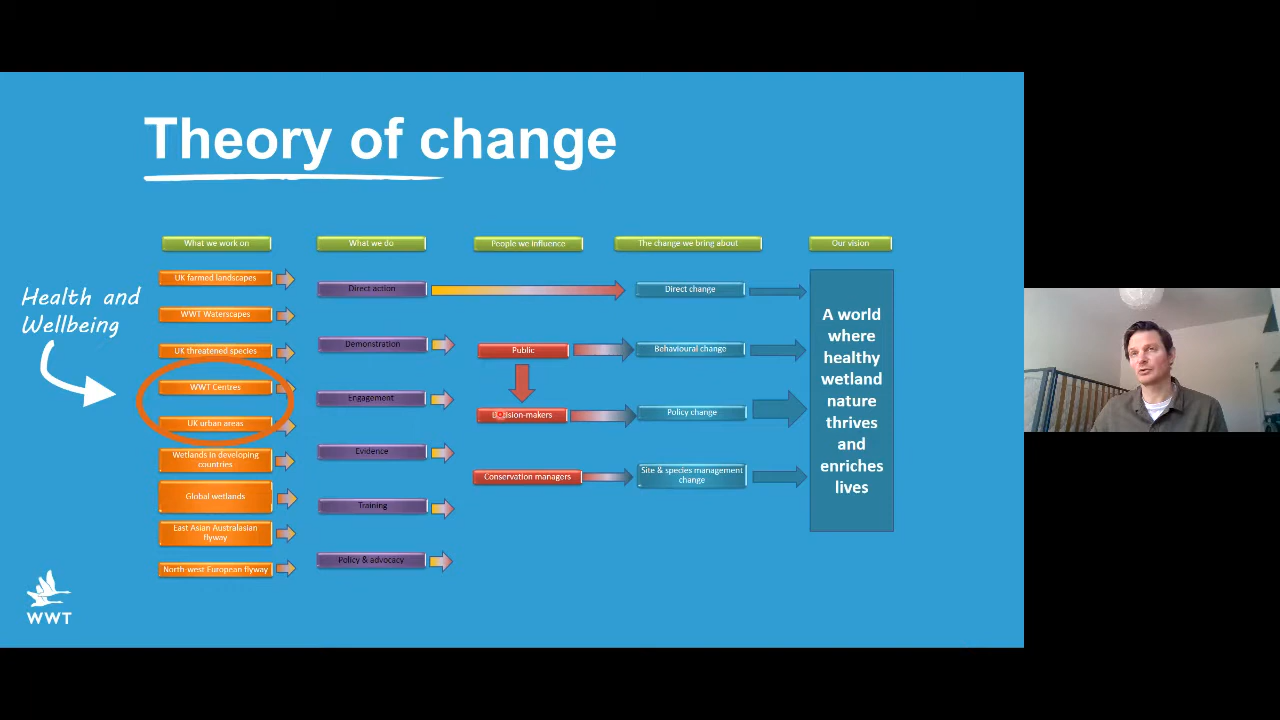 Theory of change
What we work on
What we do
People we influence
The change we bring about
Our vision
Health and
Wellbeing
UK farmed landscapes
WWT Waterscapes
UK threatened species
WWT Centres
UK urban areas
Wetlands in developing
countries
Global wetlands
East Asian Australasian
flyway
North-west European flyway
Direct action
Demonstration
Engagement
Evidence
Training
Policy & advocacy
Public
Decision-makers
Conservation managers
Direct change
Behavioural change
Policy change
Site & species management
change
A world
where
healthy
wetland
nature
thrives
and
enriches
lives
WWT